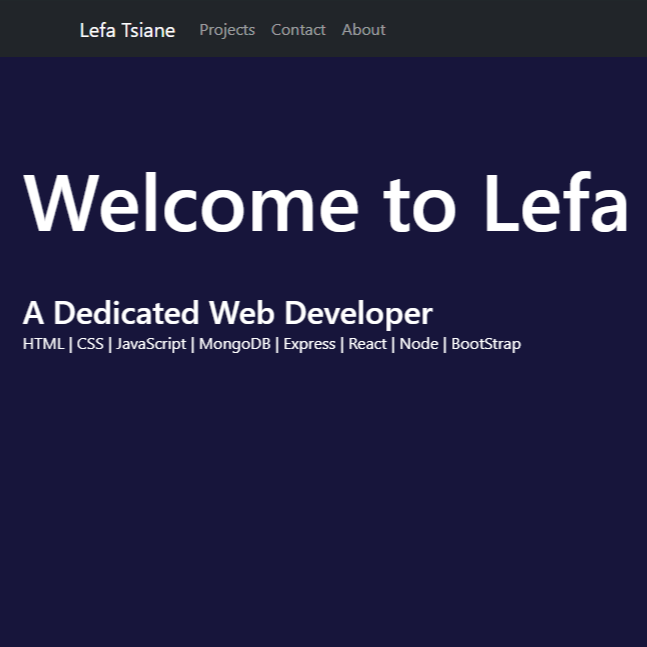 Lefa Tsiane Projects Contact About
Welcome to Lefa
A Dedicated Web Developer
HTML | CSS | JavaScript | MongoDB | Express | React | Node | BootStrap